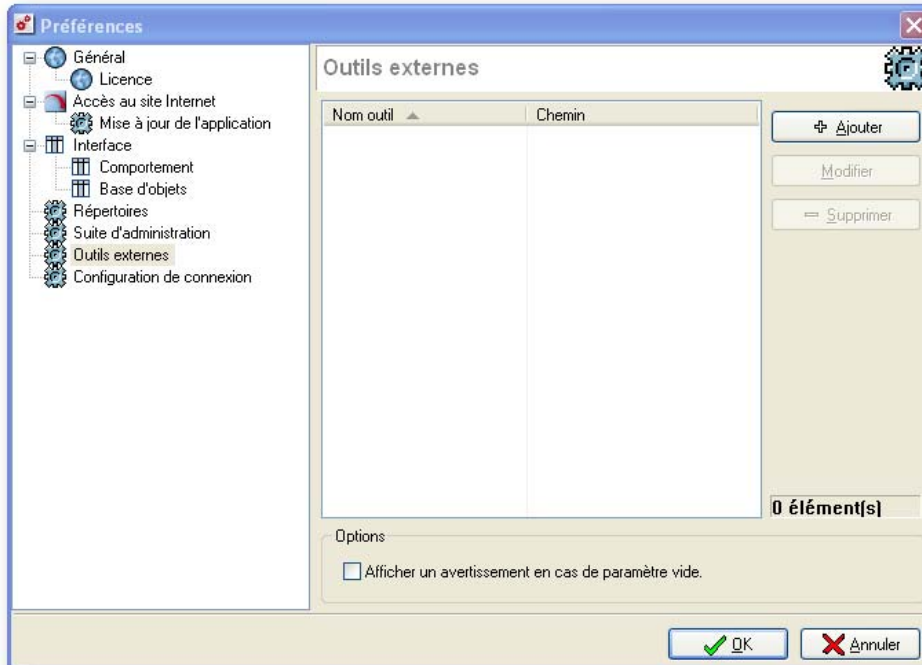 Préférences
Général
Licence
Accès au site Internet
Mise à jour de l'application
Interface
Comportement
Base d'objets
Répertoires
Suite d'administration
Outils externes
Configuration de connexion
Outils externes
Nom outil Chemin
Ajouter
Modifier
Supprimer
0 élément(s)
Options
Afficher un avertissement en cas de paramètre vide.
OK Annuler